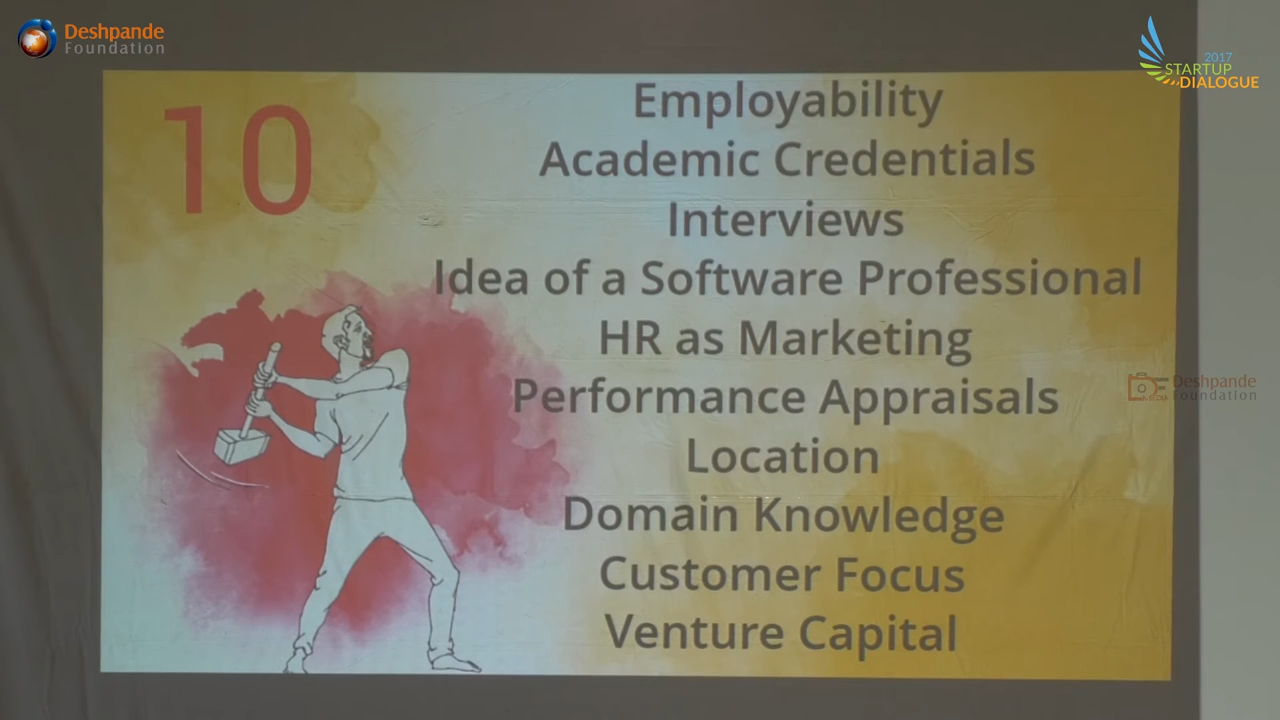 Deshpande
Foundation
2017
STARTUP
DIALOGUE
10
Employability
Academic Credentials
Interviews
Idea of a Software Professional
HR as Marketing
Performance Appraisals
Location
Domain Knowledge
Customer Focus
Venture Capital
Deshpande
Foundation